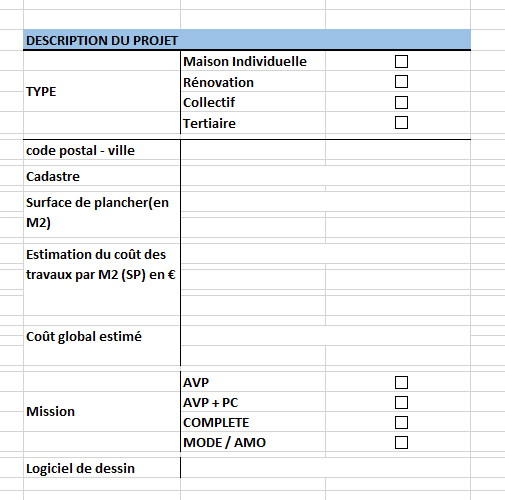 DESCRIPTION DU PROJET
Maison Individuelle
Rénovation
TYPE
Collectif
Tertiaire
code postal - ville
Cadastre
Surface de plancher(en
M2)
Estimation du coût des
travaux par M2 (SP) en €
Coût global estimé
AVP
AVP + PC
Mission
COMPLETE
MODE / AMO
Logiciel de dessin